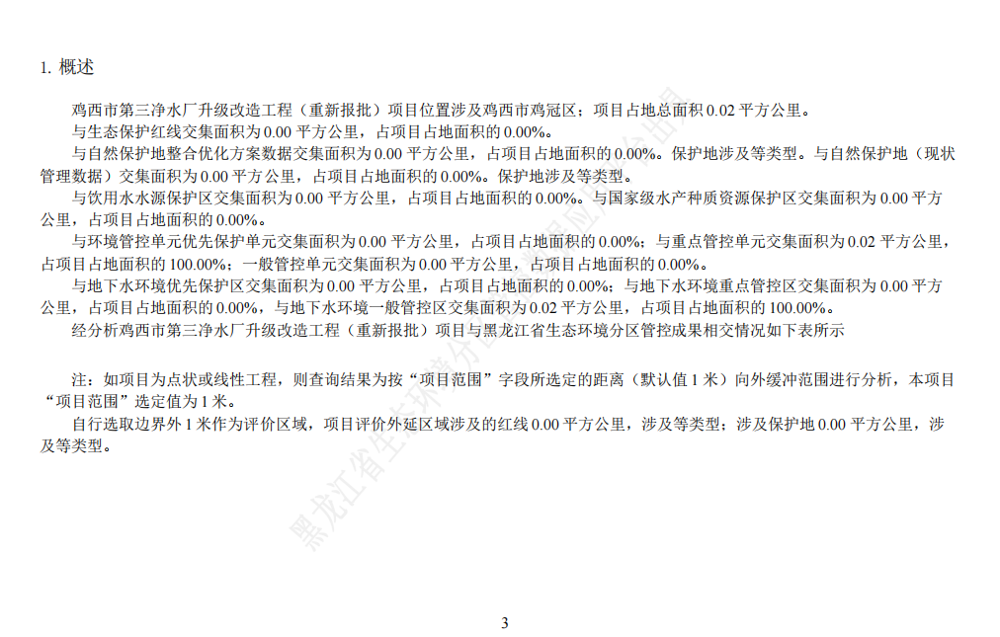 1. 概述
鸡西市第三净水厂升级改造工程（重新报批）项目位置涉及鸡西市鸡冠区；项目占地总面积 0.02 平方公里。
与生态保护红线交集面积为 0.00 平方公里，占项目占地面积的 0.00%。
与自然保护地整合优化方案数据交集面积为 0.00 平方公里，占项目占地面积的 0.00%。保护地涉及等类型。与自然保护地（现状
管理数据）交集面积为 0.00 平方公里，占项目占地面积的 0.00%。保护地涉及等类型。
与饮用水水源保护区交集面积为 0.00 平方公里，占项目占地面积的 0.00%。与国家级水产种质资源保护区交集面积为 0.00 平方
公里，占项目占地面积的 0.00%。
与环境管控单元优先保护单元交集面积为 0.00 平方公里，占项目占地面积的 0.00%；与重点管控单元交集面积为 0.02 平方公里，
占项目占地面积的 100.00%；一般管控单元交集面积为 0.00 平方公里，占项目占地面积的 0.00%。
与地下水环境优先保护区交集面积为 0.00 平方公里，占项目占地面积的 0.00%；与地下水环境重点管控区交集面积为 0.00 平方
公里，占项目占地面积的 0.00%，与地下水环境一般管控区交集面积为 0.02 平方公里，占项目占地面积的 100.00%。
经分析鸡西市第三净水厂升级改造工程（重新报批）项目与黑龙江省生态环境分区管控成果相交情况如下表所示
注：如项目为点状或线性工程，则查询结果为按“项目范围”字段所选定的距离（默认值 1 米）向外缓冲范围进行分析，本项目
“项目范围”选定值为 1 米。
自行选取边界外 1 米作为评价区域，项目评价外延区域涉及的红线 0.00 平方公里，涉及等类型；涉及保护地 0.00 平方公里，涉
及等类型。
黑龙江省生态环境分区管控数据应用平台出具
3